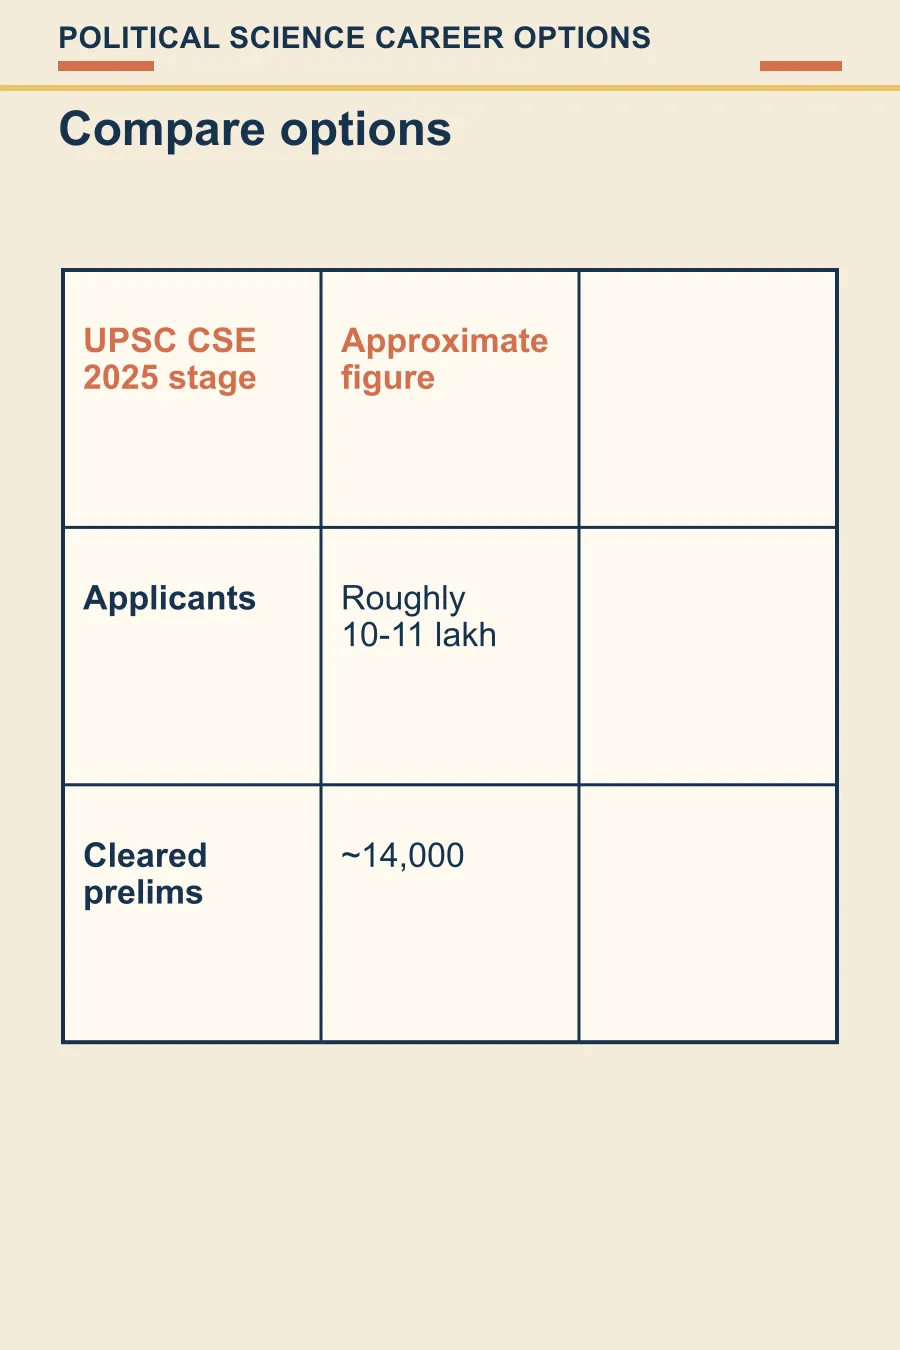 POLITICAL SCIENCE CAREER OPTIONS
Compare options
UPSC CSE
2025 stage
Approximate
figure
Applicants
Roughly
10-11 lakh
Cleared
prelims
~14,000